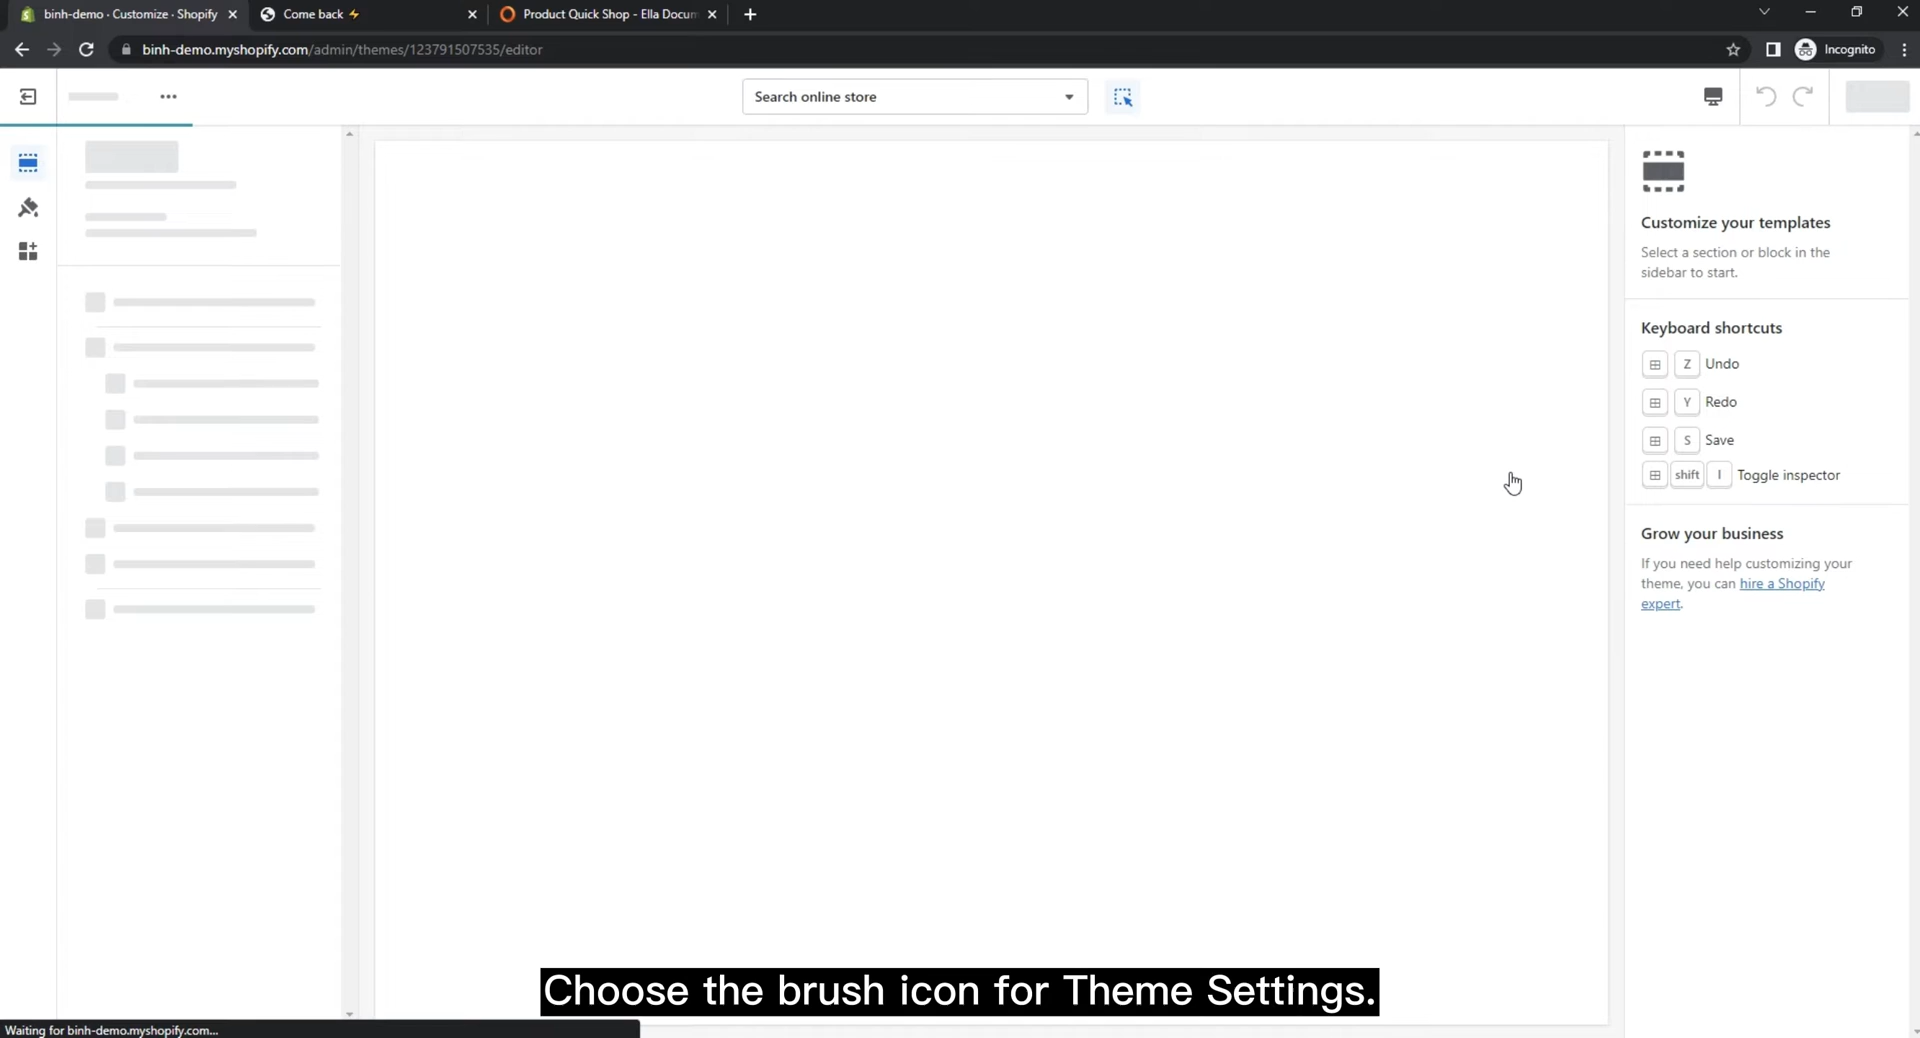 binh-demo · Customize · Shopify
Come back ⚡
Product Quick Shop - Ella Docum
binh-demo.myshopify.com/admin/themes/123791507535/editor
Incognito
Search online store
Customize your templates
Select a section or block in the
sidebar to start.
Keyboard shortcuts
Z Undo
Y Redo
S Save
shift I Toggle inspector
Grow your business
If you need help customizing your
theme, you can hire a Shopify
expert.
Choose the brush icon for Theme Settings.
Waiting for binh-demo.myshopify.com...